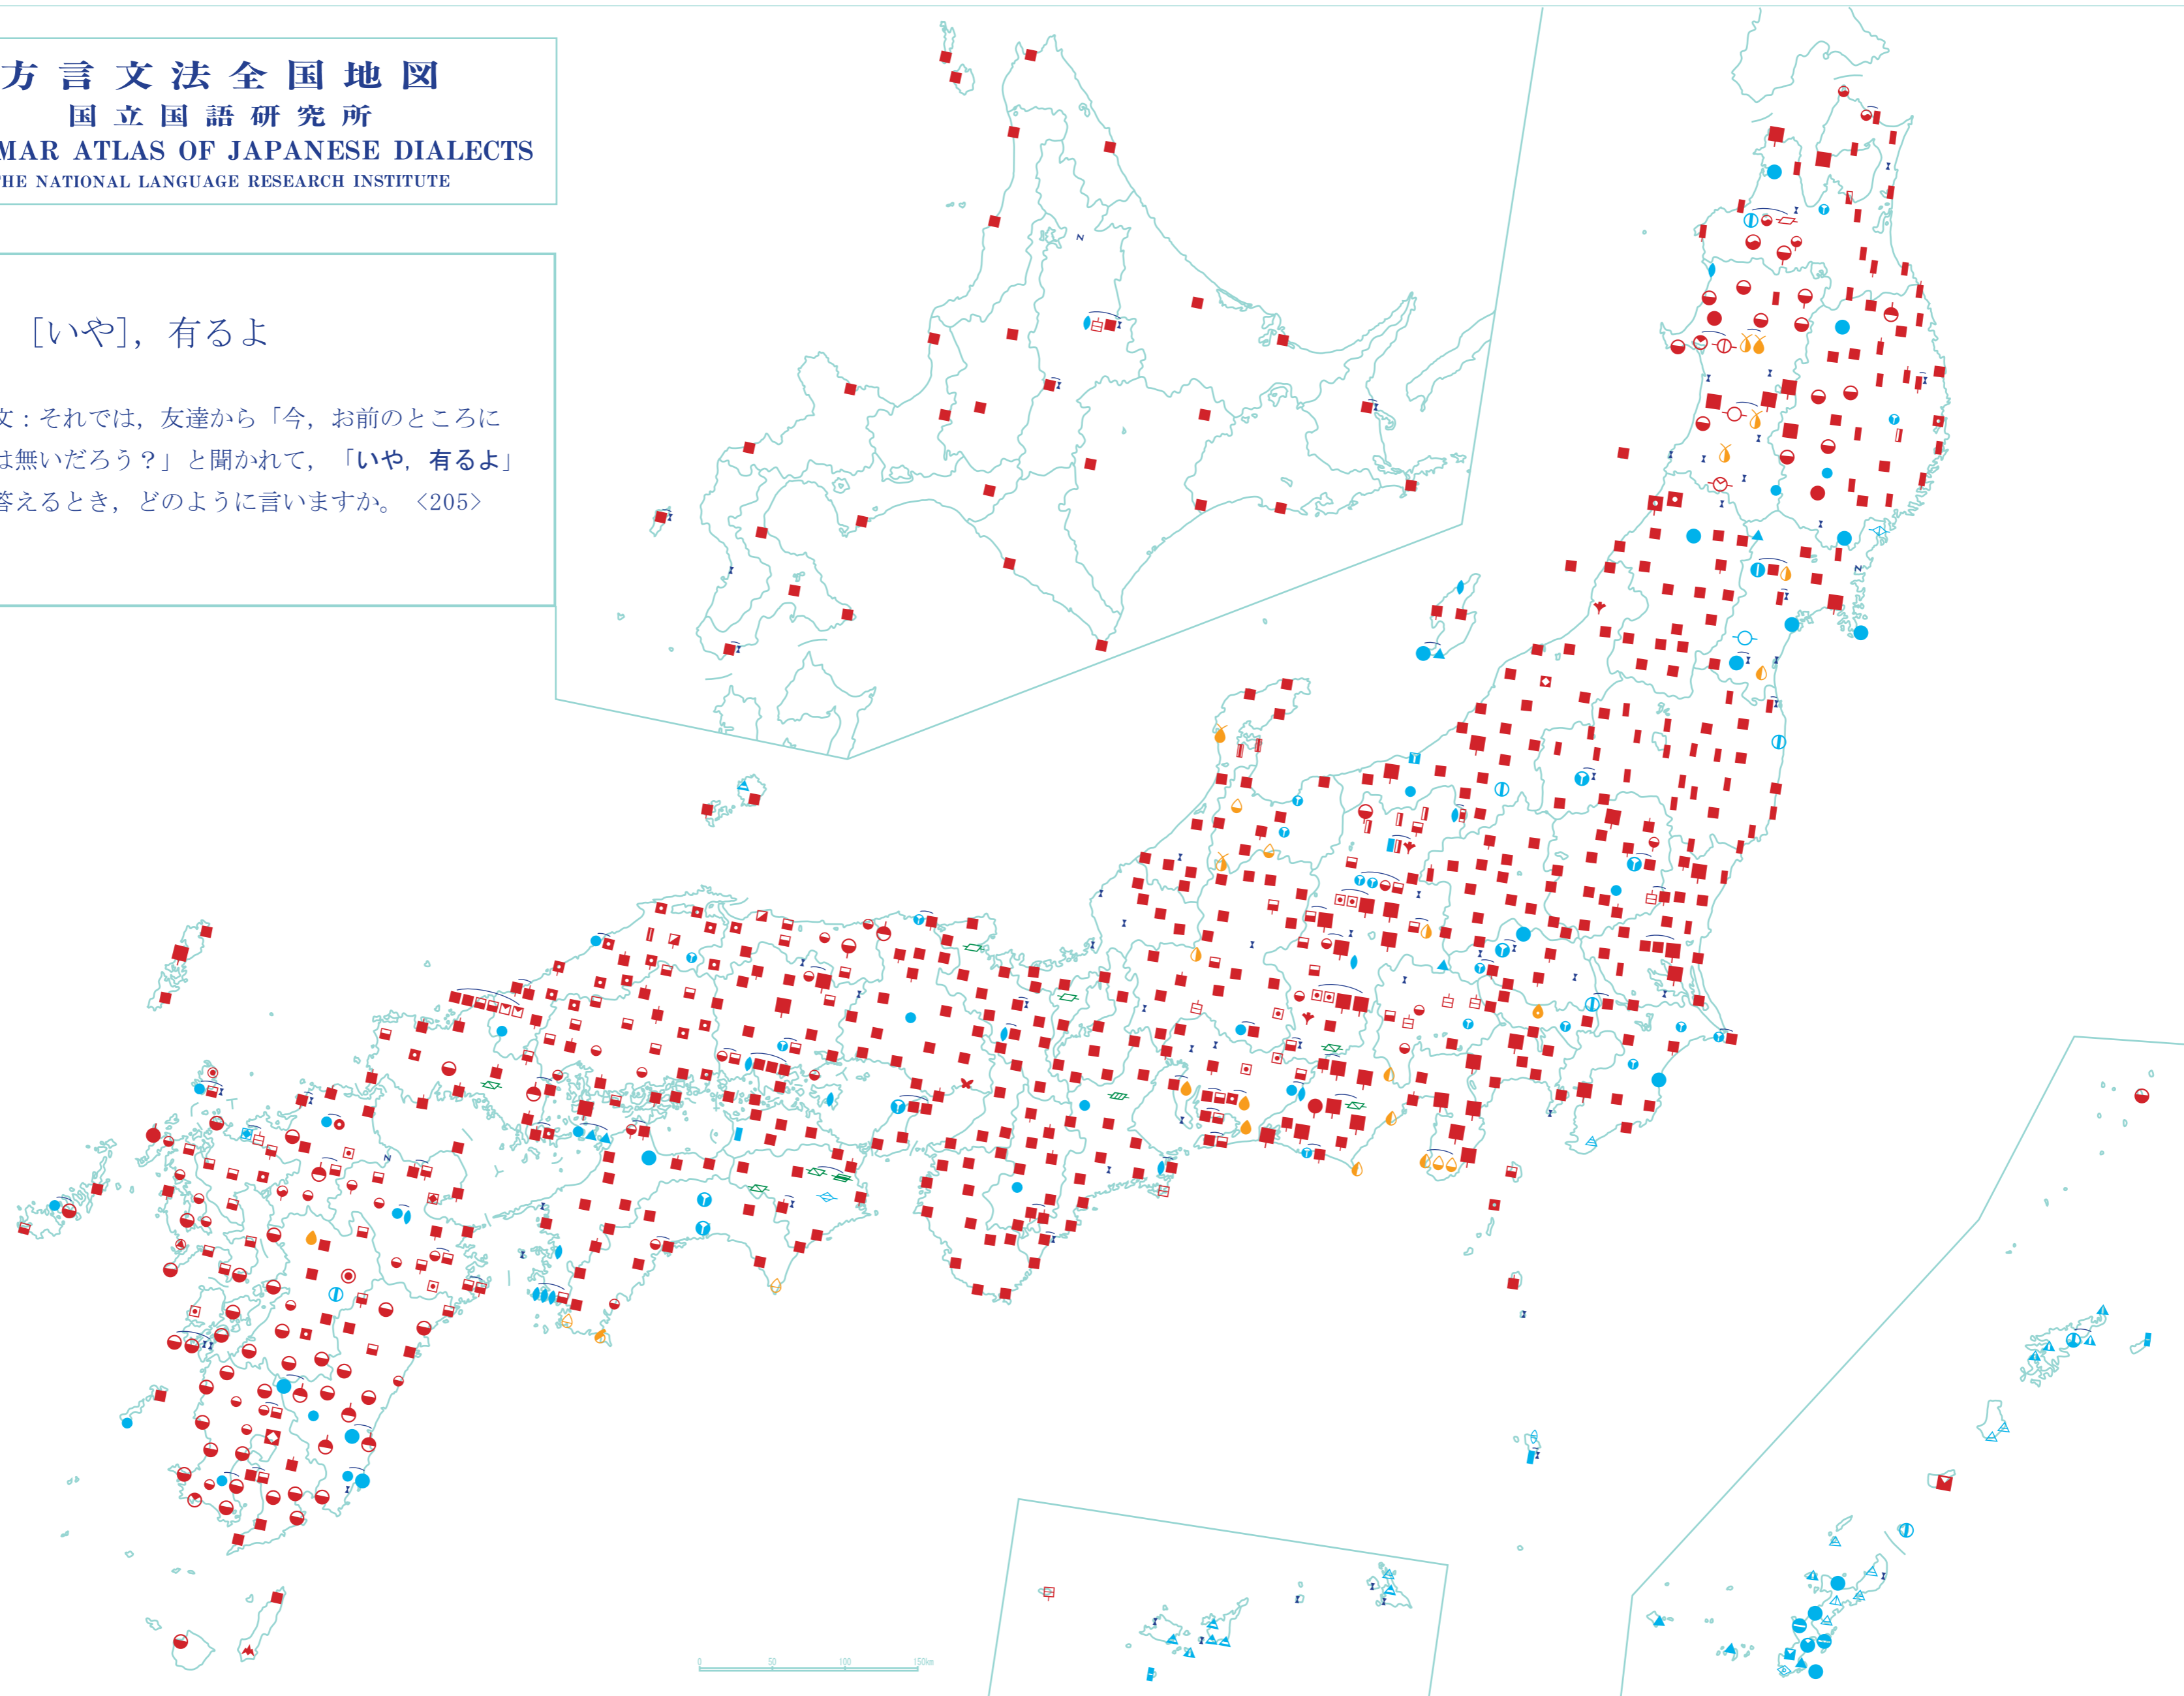 方言文法全国地図
国立国語研究所
MAR ATLAS OF JAPANESE DIALECTS
HE NATIONAL LANGUAGE RESEARCH INSTITUTE
[いや],有るよ
文:それでは,友達から「今,お前のところに
は無いだろう?」と聞かれて,「いや,有るよ」
答えるとき,どのように言いますか。 <205>
0 50 100 150km